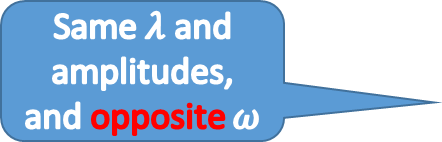 Same λ and
amplitudes,
and opposite ω